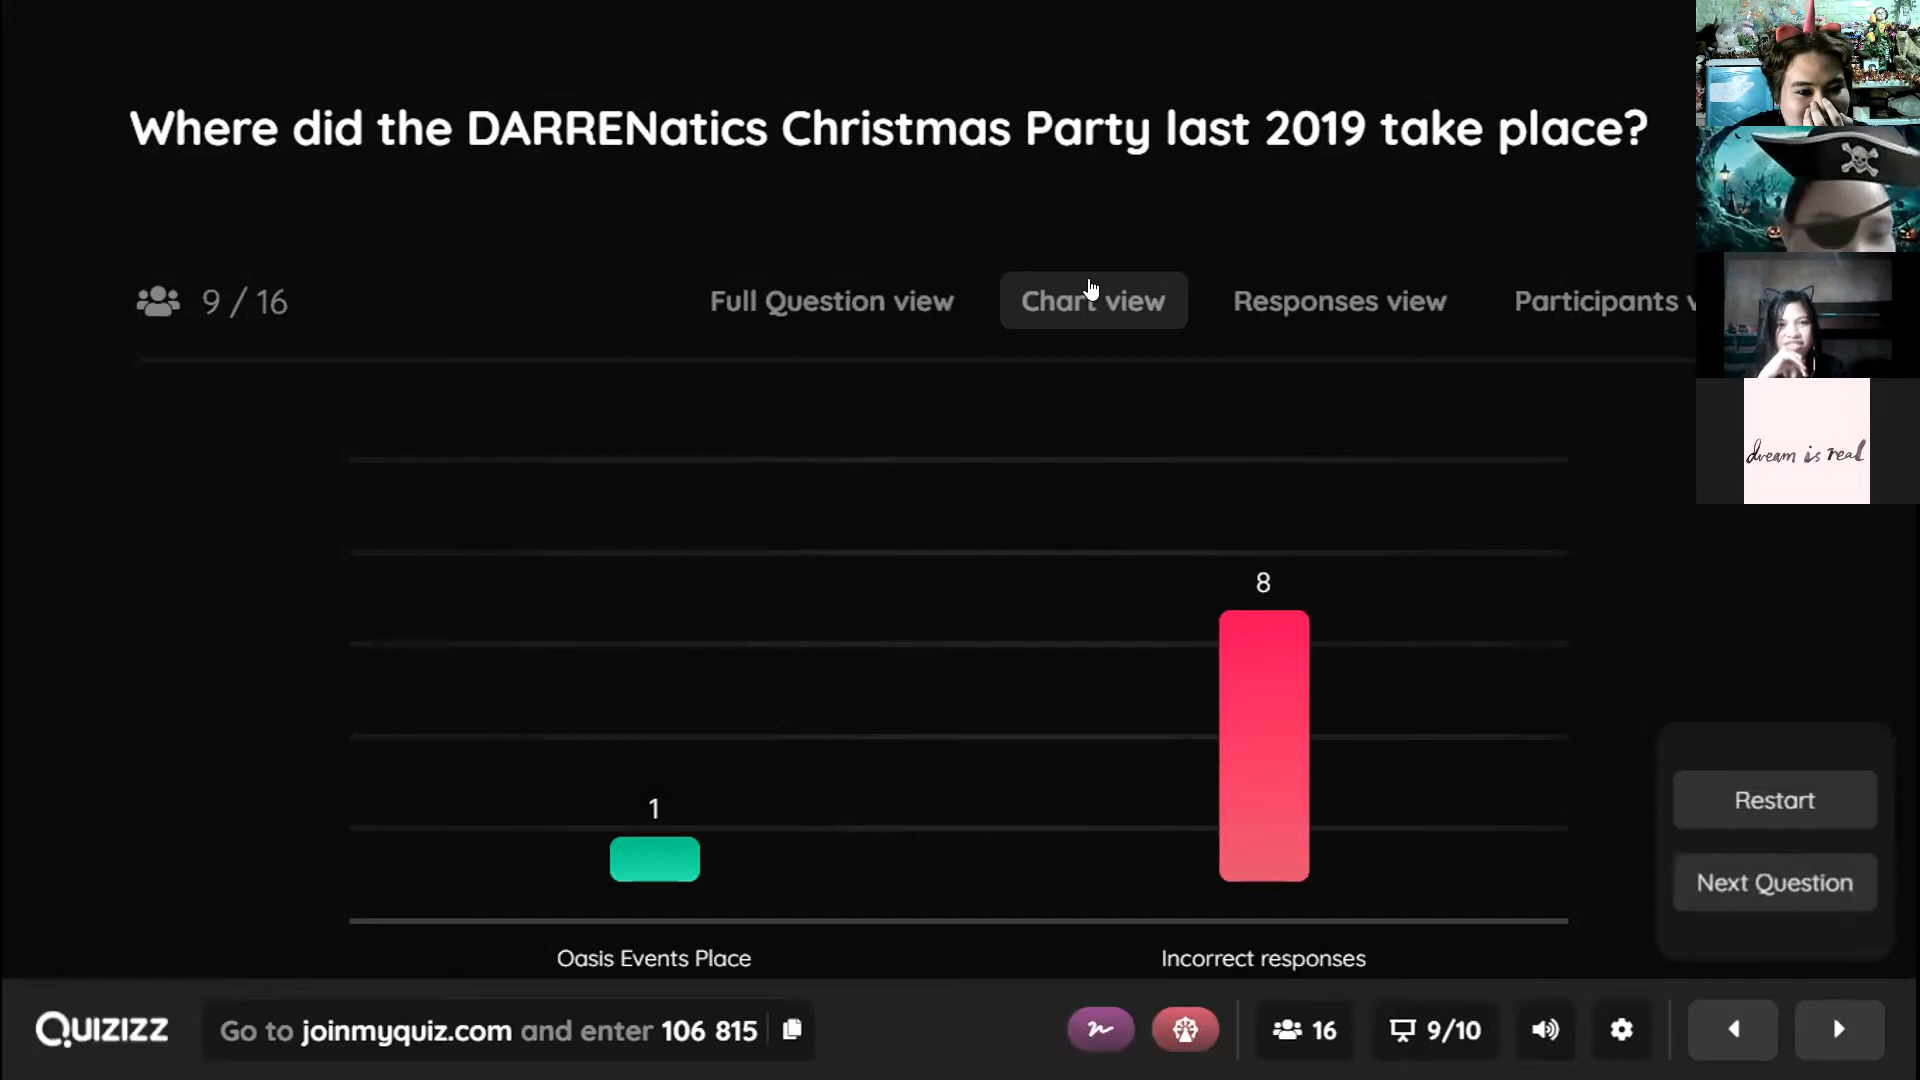 Where did the DARRENatics Christmas Party last 2019 take place?
9 / 16
Full Question view
Chart view
Responses view
Participants v
dream is real
8
1
Restart
Next Question
Oasis Events Place
Incorrect responses
QUIZIZZ
Go to joinmyquiz.com and enter 106 815
16
9/10